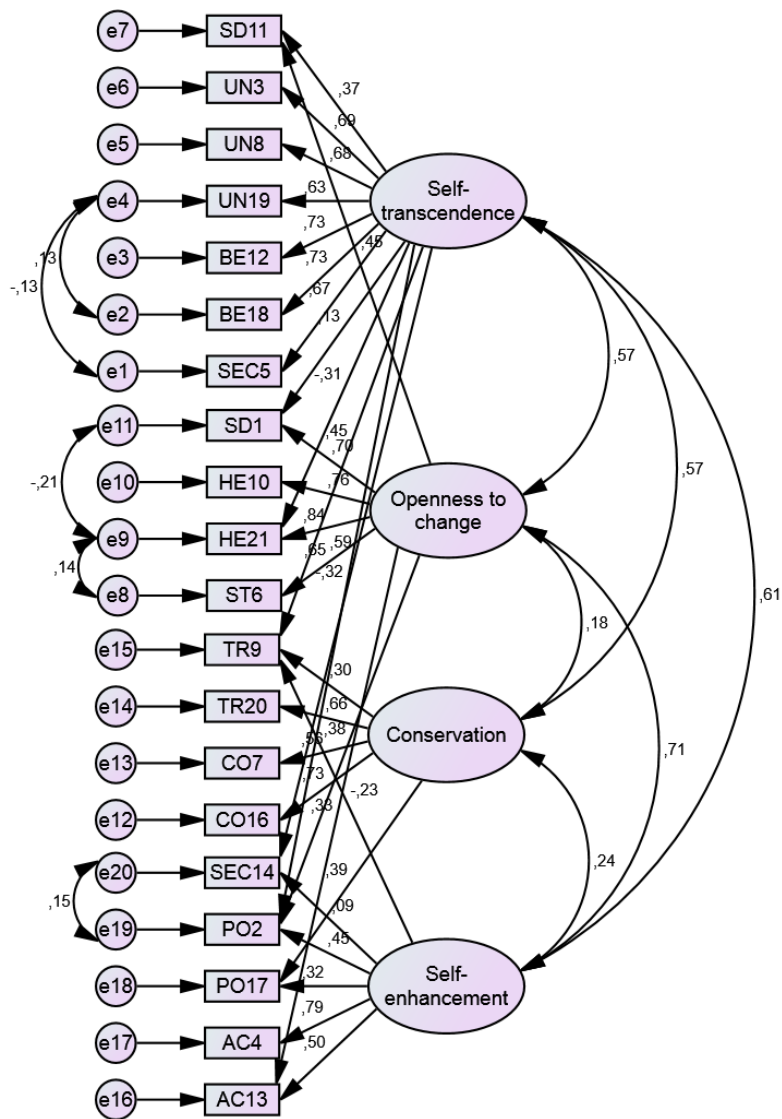 e7 SD11
,37
e6 UN3
,69
e5 UN8
,68
Self-
transcendence
e4 UN19 ,63
,73 ,45
e3 BE12
,13 ,73
-,13
e2 BE18 ,67 ,13
,57
e1 SEC5 -,31
e11 SD1
,45
,70
,57
e10 HE10 ,76
-,21
Openness to
change
e9 HE21 ,84
,65 ,59
,14 -,32
e8 ST6
,61
,18
e15 TR9
,30
e14 TR20 ,66
,38
Conservation
,56
e13 CO7 ,73
,71
-,23
e12 CO16 ,33
e20 SEC14 ,39
,24
,15 ,09
e19 PO2 ,45
,32
Self-
enhancement
e18 PO17
,79
e17 AC4
,50
e16 AC13